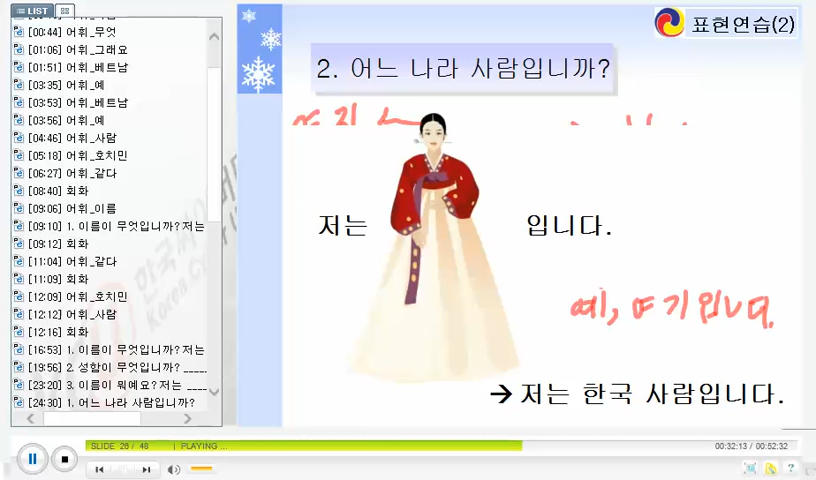 LIST
[00:44] 어휘_무엇
[01:06] 어휘_그래요
[01:51] 어휘_베트남
[03:35] 어휘_예
[03:53] 어휘_베트남
[03:56] 어휘_예
[04:46] 어휘_사람
[05:18] 어휘_호치민
[06:27] 어휘_같다
[08:40] 회화
[09:06] 어휘_이름
[09:10] 1. 이름이 무엇입니까? 저는
[09:12] 회화
[11:04] 어휘_같다
[11:09] 회화
[12:09] 어휘_호치민
[12:12] 어휘_사람
[12:16] 회화
[16:53] 1. 이름이 무엇입니까? 저는
[19:56] 2. 성함이 무엇입니까? ____
[23:20] 3. 이름이 뭐예요? 저는 ____
[24:30] 1. 어느 나라 사람입니까?
표현연습(2)
2. 어느 나라 사람입니까?
저는 입니다.
예, 여기입니다.
→ 저는 한국 사람입니다.
SLIDE 26 / 48 | PLAYING ...
00:32:13 / 00:52:32